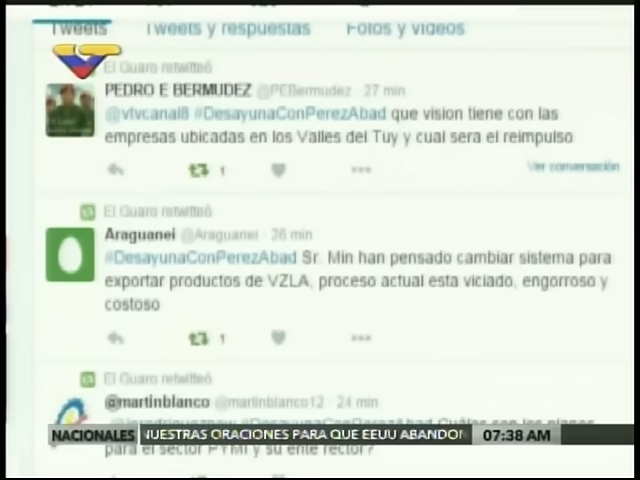 Tweets Tweets y respuestas Fotos y videos
El Guaro retwitteó
PEDRO E BERMUDEZ @PEBermudez · 27 min
@vtvcanal8 #DesayunaConPerezAbad que vision tiene con las
empresas ubicadas en los Valles del Tuy y cual sera el reimpulso
1
Ver conversación
El Guaro retwitteó
Araguanei @Araguanei · 26 min
#DesayunaConPerezAbad Sr. Min han pensado cambiar sistema para
exportar productos de VZLA, proceso actual esta viciado, engorroso y
costoso
1
El Guaro retwitteó
@martinblanco @martinblanco12 · 24 min
#DesayunaConPerezAbad Cuáles son los planes
para el sector PYMI y su ente rector?
NACIONALES NUESTRAS ORACIONES PARA QUE EEUU ABANDON 07:38 AM